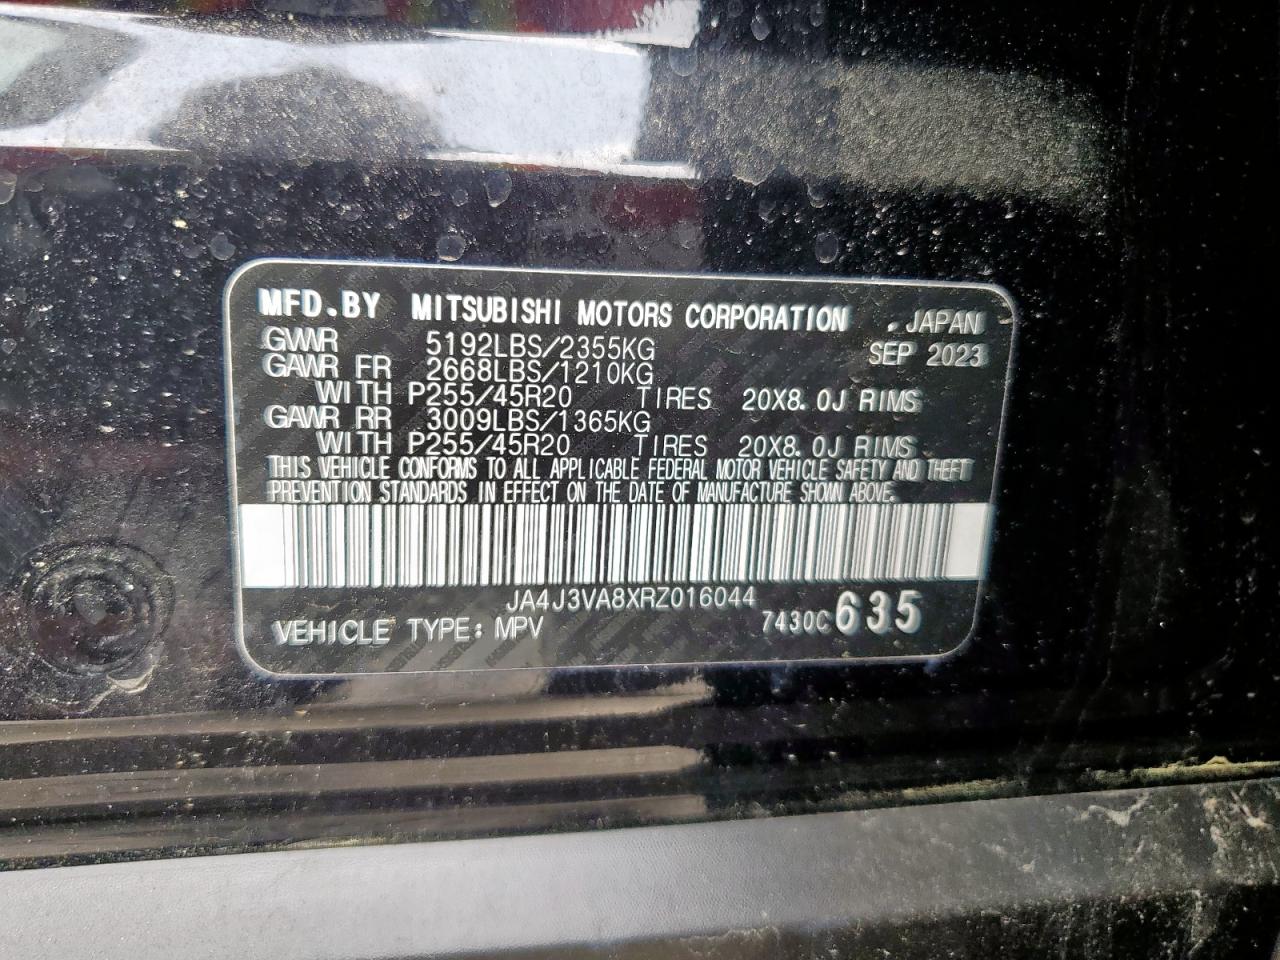 MFD.BY MITSUBISHI MOTORS CORPORATION .JAPAN
GVWR 5192LBS/2355KG SEP 2023
GAWR FR 2668LBS/1210KG
WITH P255/45R20 TIRES 20X8.0J RIMS
GAWR RR 3009LBS/1365KG
WITH P255/45R20 TIRES 20X8.0J RIMS
THIS VEHICLE CONFORMS TO ALL APPLICABLE FEDERAL MOTOR VEHICLE SAFETY AND THEFT
PREVENTION STANDARDS IN EFFECT ON THE DATE OF MANUFACTURE SHOWN ABOVE.
JA4J3VA8XRZ016044
VEHICLE TYPE: MPV 7430C 635